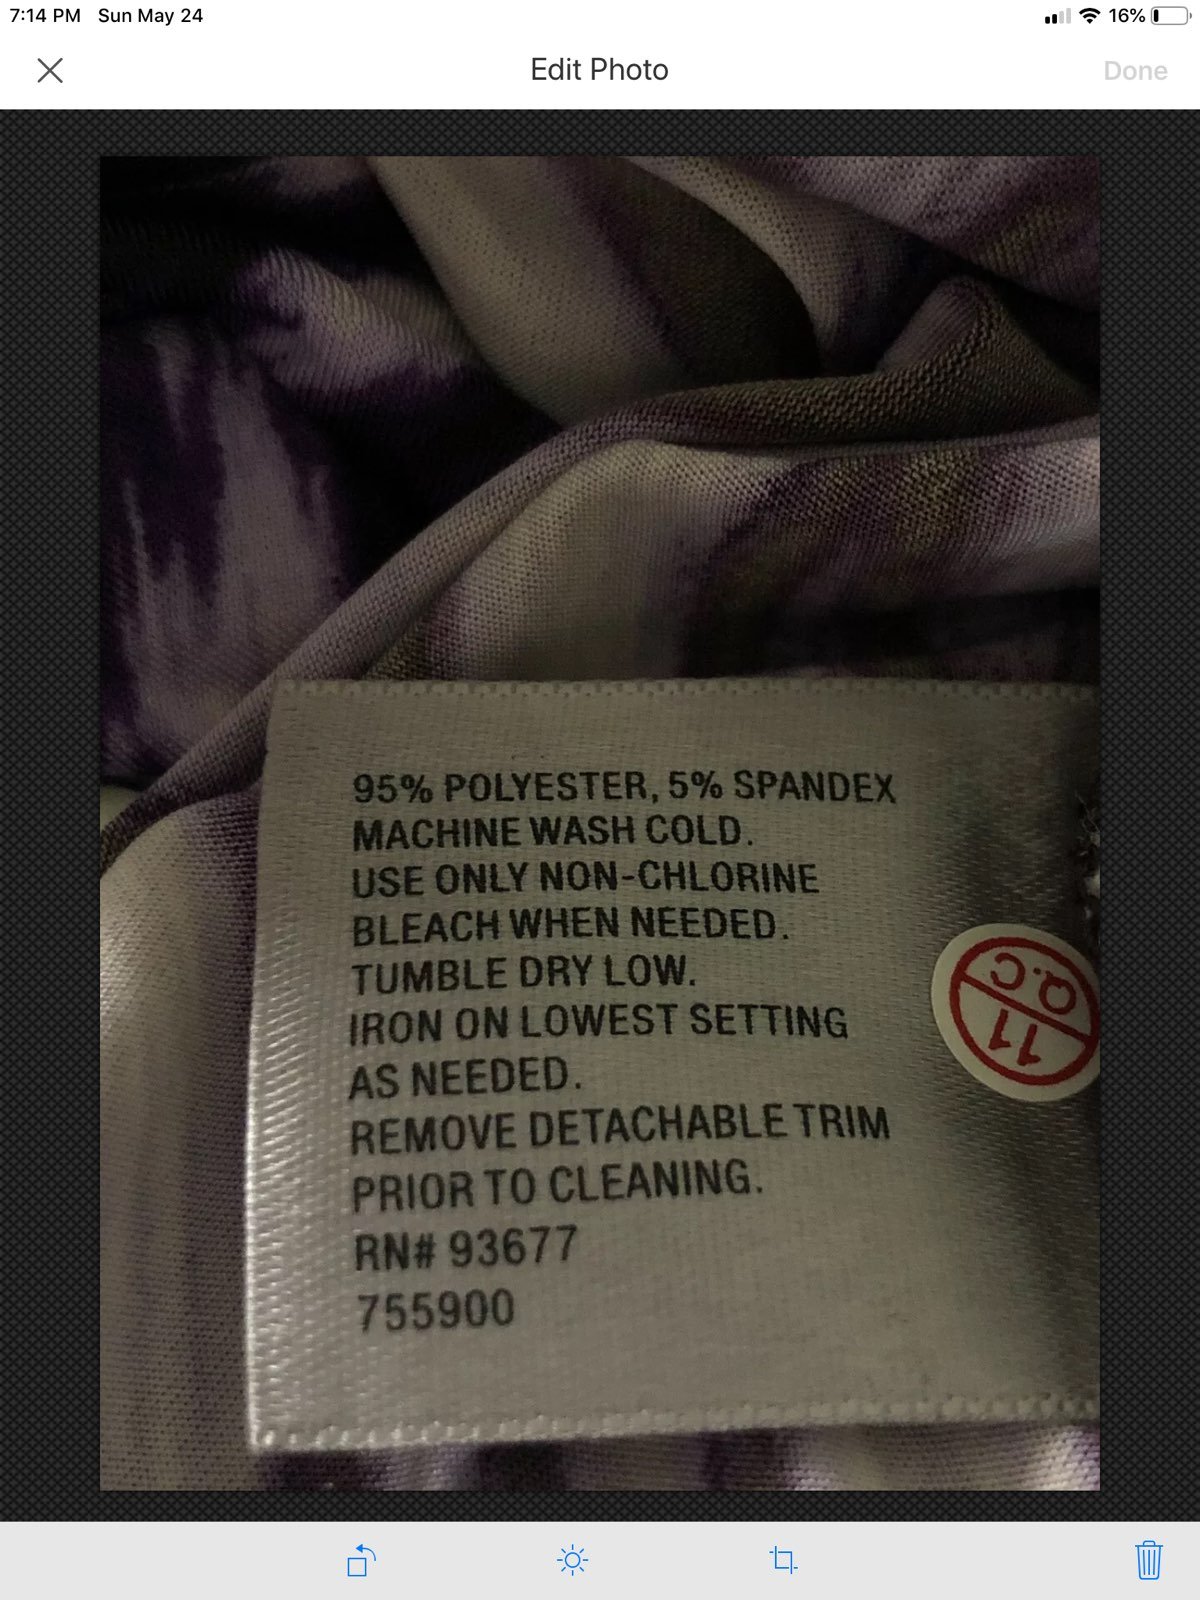 7:14 PM Sun May 24
16%
Edit Photo
Done
95% POLYESTER, 5% SPANDEX
MACHINE WASH COLD.
USE ONLY NON-CHLORINE
BLEACH WHEN NEEDED.
TUMBLE DRY LOW.
IRON ON LOWEST SETTING
AS NEEDED.
REMOVE DETACHABLE TRIM
PRIOR TO CLEANING.
RN# 93677
755900
Q.C
11